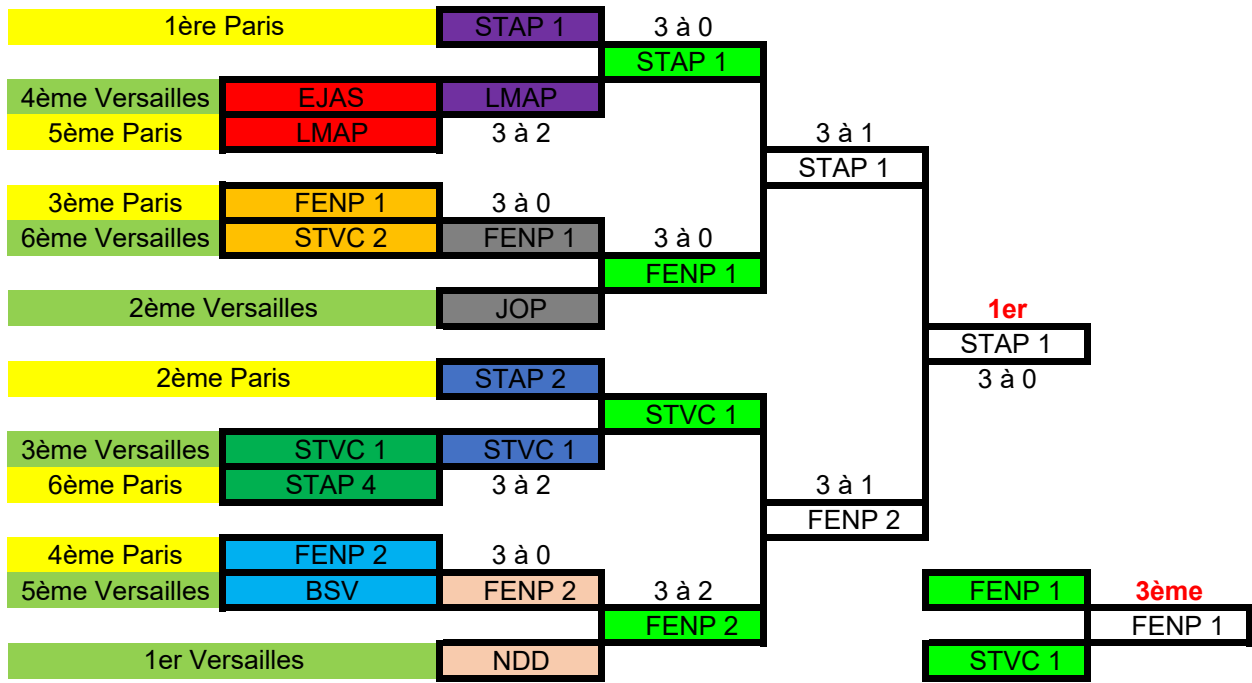 1ère Paris STAP 1 3 à 0
STAP 1
4ème Versailles EJAS LMAP
5ème Paris LMAP 3 à 2 3 à 1
STAP 1
3ème Paris FENP 1 3 à 0
6ème Versailles STVC 2 FENP 1 3 à 0
FENP 1
2ème Versailles JOP 1er
STAP 1
2ème Paris STAP 2 3 à 0
STVC 1
3ème Versailles STVC 1 STVC 1
6ème Paris STAP 4 3 à 2 3 à 1
FENP 2
4ème Paris FENP 2 3 à 0
5ème Versailles BSV FENP 2 3 à 2 FENP 1 3ème
FENP 2 FENP 1
1er Versailles NDD STVC 1